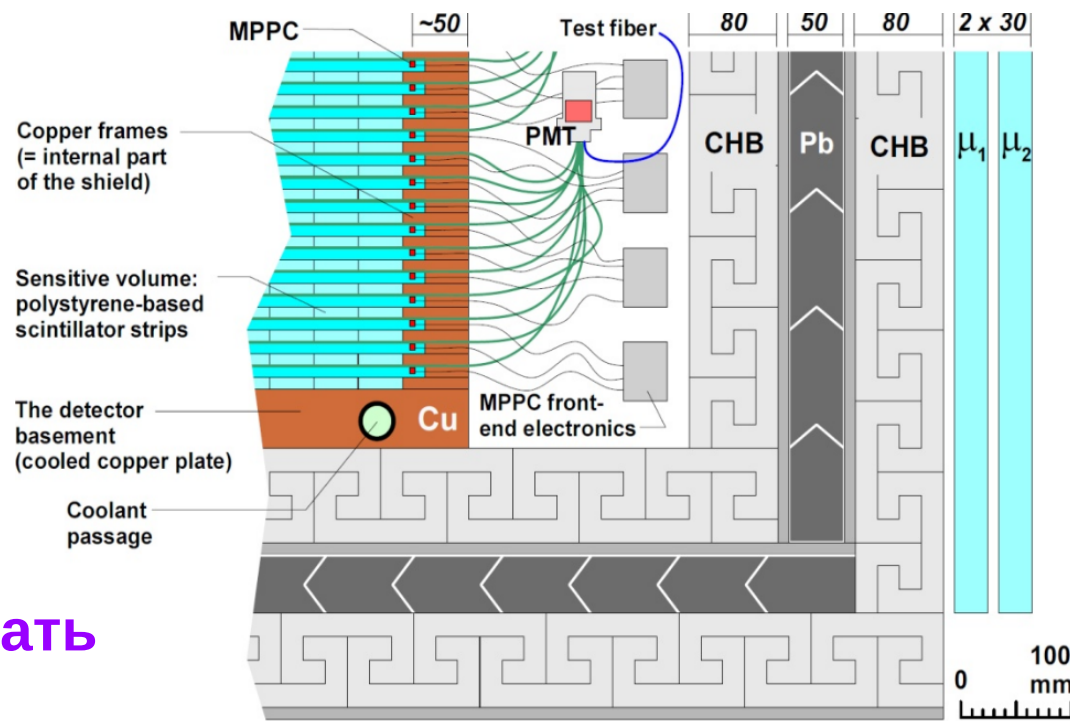 MPPC
~50
Test fiber
80
50
80
2 x 30
Copper frames
(= internal part
of the shield)
PMT
CHB
Pb
CHB
μ1
μ2
Sensitive volume:
polystyrene-based
scintillator strips
The detector
basement
(cooled copper plate)
Cu
MPPC front-
end electronics
Coolant
passage
ать
0
100
mm